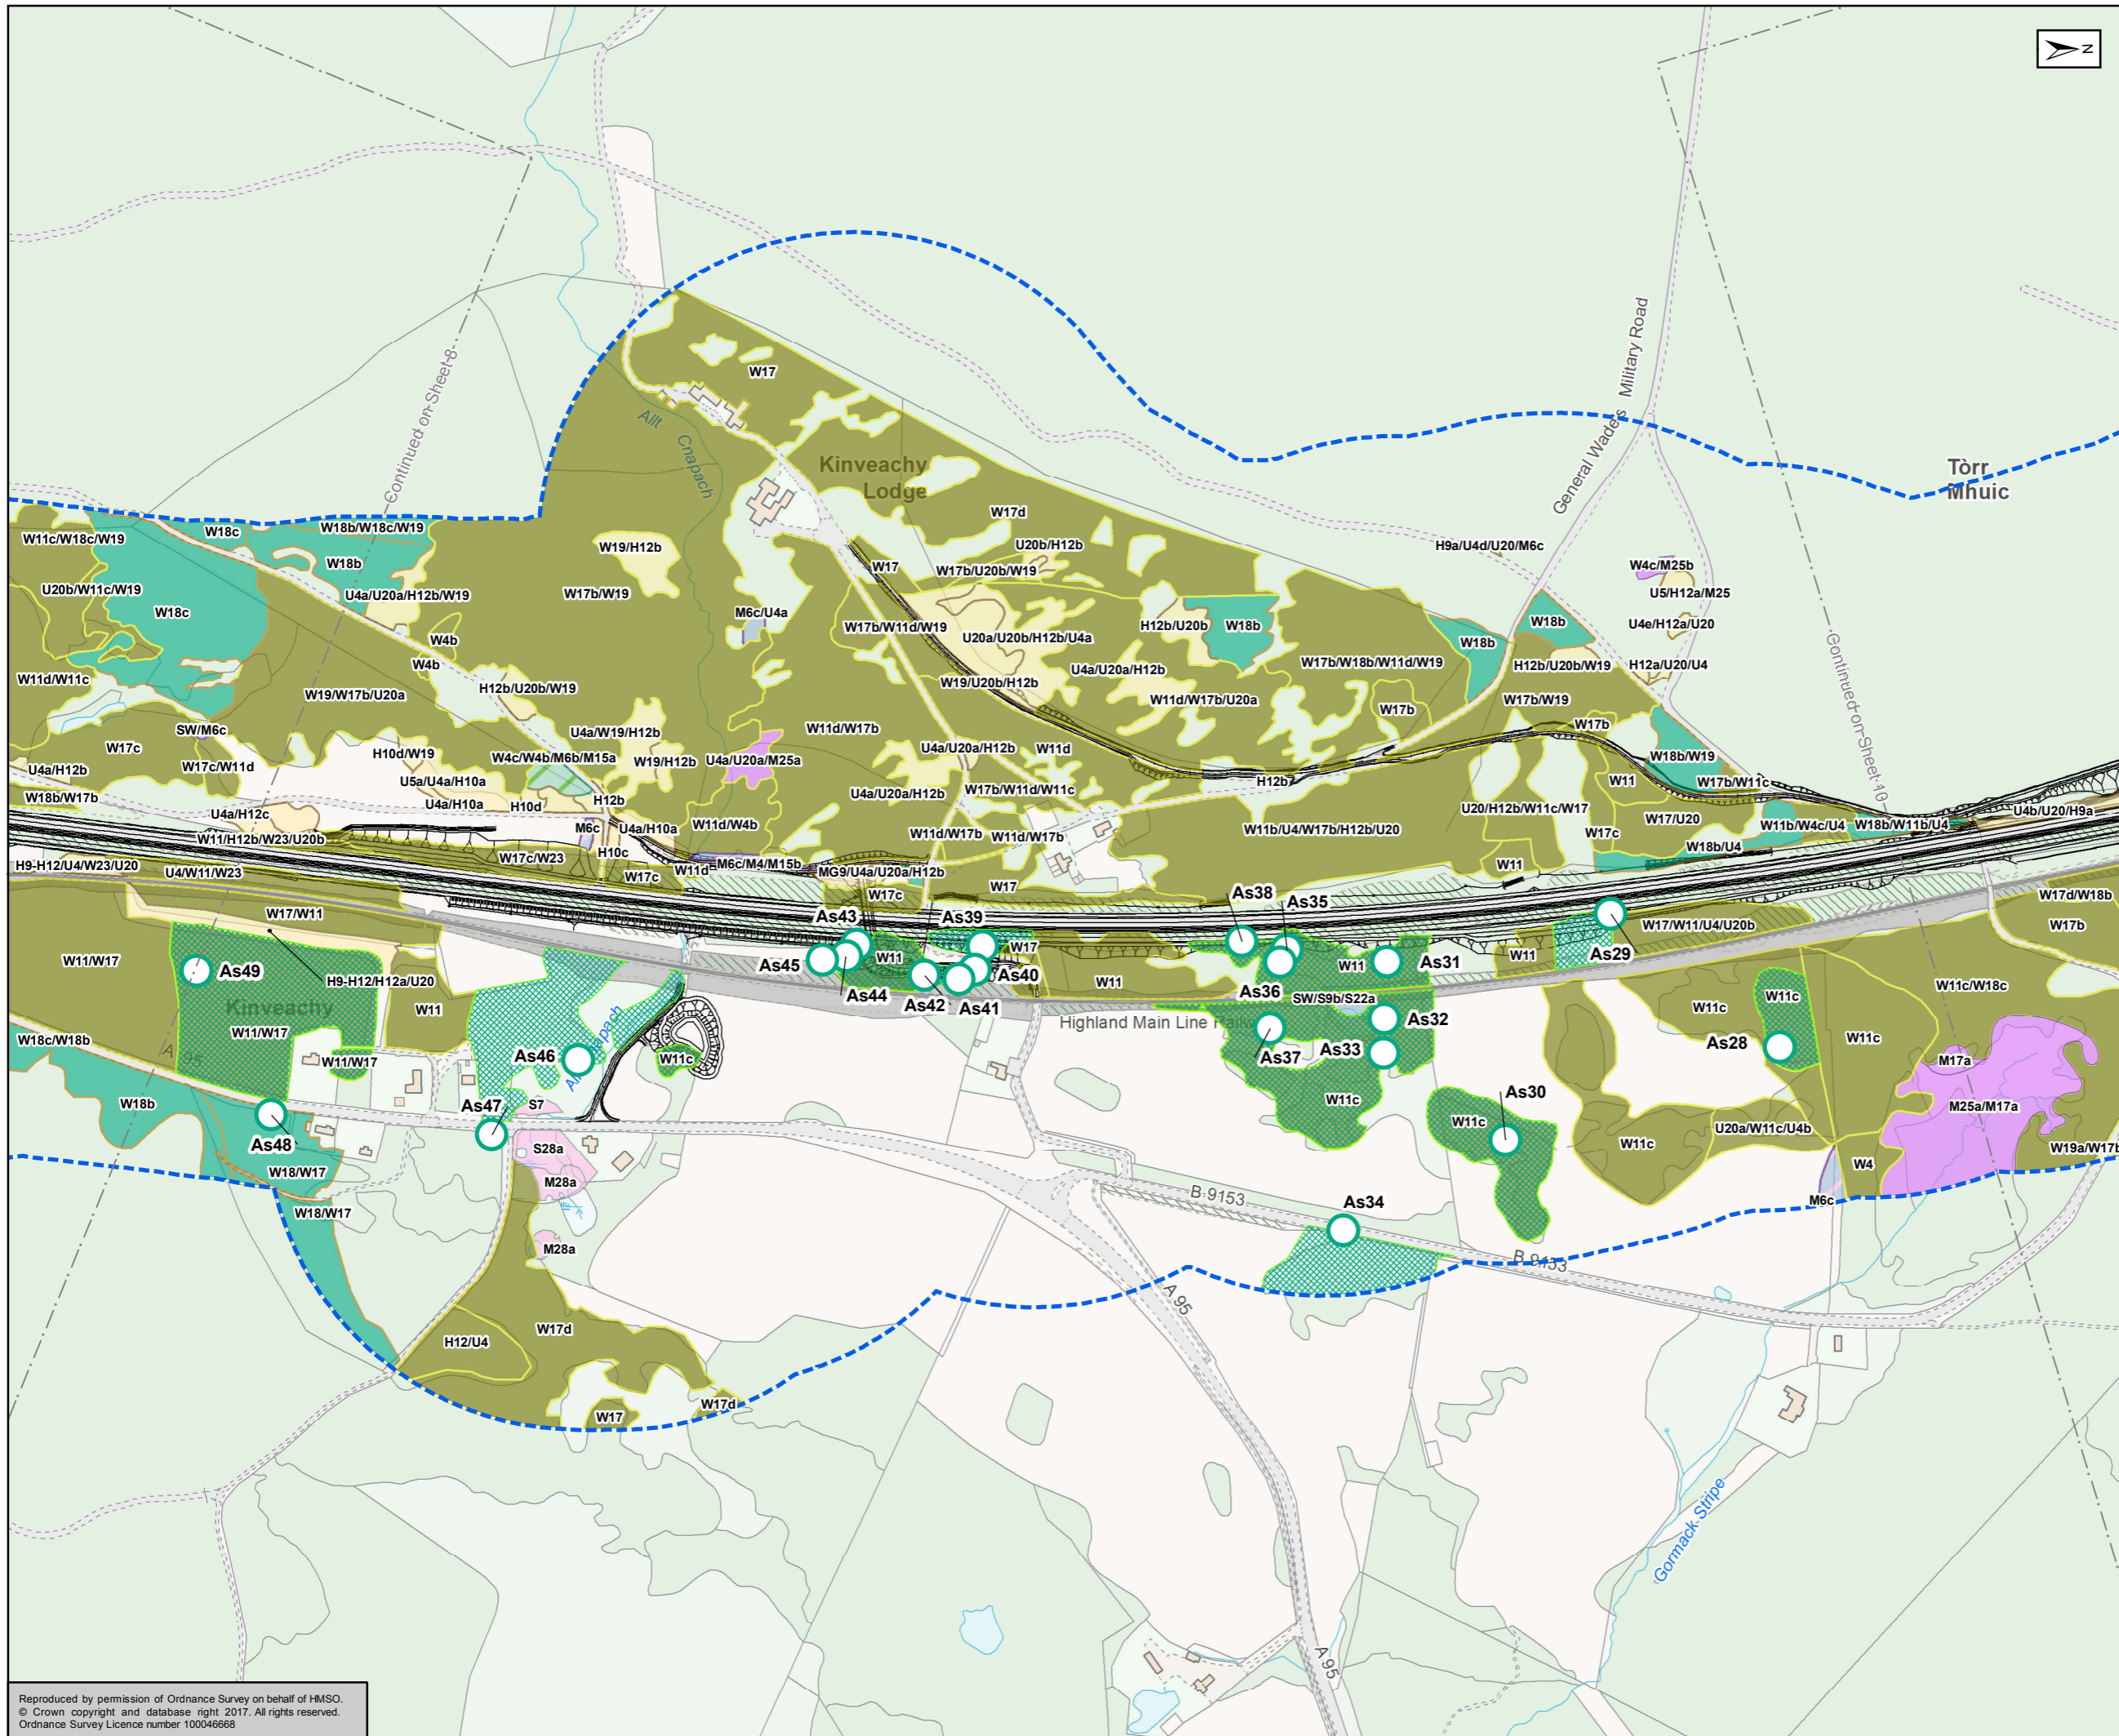 N
Continued on Sheet 8
General Wade's Military Road
Tòrr
Mhuic
W17
Allt Cnapach
Kinveachy
Lodge
W17d
W18b/W18c/W19
W18c
W11c/W18c/W19
W18b
U20b/H12b
W19/H12b
H9a/U4d/U20/M6c
W17
W17b/U20b/W19
W4c/M25b
U20b/W11c/W19
U4a/U20a/H12b/W19
W17b/W19
U5/H12a/M25
W18c
M6c/U4a
W17b/W11d/W19
H12b/U20b
W18b
W18b
U4e/H12a/U20
W4b
U20a/U20b/H12b/U4a
W18b
W4b
W17b/W18b/W11d/W19
H12b/U20b/W19
H12a/U20/U4
Continued on Sheet 10
W11d/W11c
U4a/U20a/H12b
W19/W17b/U20a
H12b/U20b/W19
W19/U20b/H12b
W11d/W17b/U20a
W17b/W19
W17b
SW/M6c
U4a/W19/H12b
W11d/W17b
W17b
W17c
H10d/W19
W4c/W4b/M6b/M15a
W19/H12b
U4a/U20a/M25a
U4a/U20a/H12b
W11d
W18b/W19
U4a/H12b
W17c/W11d
U5a/U4a/H10a
H12b
W11
W17b/W11c
W18b/W17b
U4a/H10a
H10d
H12b
U4a/U20a/H12b
W17b/W11d/W11c
U20/H12b/W11c/W17
U4b/U20/H9a
U4a/H12c
M6c
U4a/H10a
W11d/W4b
W11d/W17b
W11d/W17b
W11b/U4/W17b/H12b/U20
W17c
W17/U20
W11b/W4c/U4
W18b/W11b/U4
W11/H12b/W23/U20b
H10c
W18b/U4
H9-H12/U4/W23/U20
U4/W11/W23
W17c/W23
W17c
W11d
M6c/M4/M15b
MG9/U4a/U20a/H12b
W17c
W17
W11
W17d/W18b
W17/W11
As43
As39
As38
As35
W17/W11/U4/U20b
W17b
W11/W17
As49
H9-H12/H12a/U20
As45
W11
W17
As29
As44
As42
As41
As40
W11
As36
W11
As31
W11
Kinveachy
W11/W17
W11
SW/S9b/S22a
W11c
W11c
W11c/W18c
Highland Main Line Railw
As32
W18c/W18b
A 95
W11/W17
As46
W11c
As37
As33
As28
W11c
M17a
W18b
As48
As47
S7
W11c
As30
W11c
M25a/M17a
W18/W17
S28a
W11c
U20a/W11c/U4b
W4
W19a/W17b
W18/W17
M28a
B 9153
As34
M6c
M28a
B 9153
A 95
H12/U4
W17d
W17
W17d
Gormack Stripe
A 95
Reproduced by permission of Ordnance Survey on behalf of HMSO.
© Crown copyright and database right 2017. All rights reserved.
Ordnance Survey Licence number 100046668